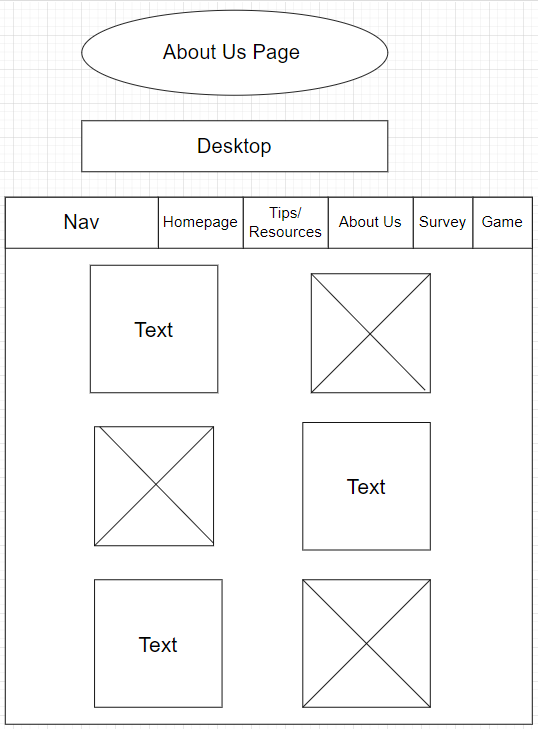 About Us Page
Desktop
Nav
Homepage
Tips/
Resources
About Us
Survey
Game
Text
Text
Text